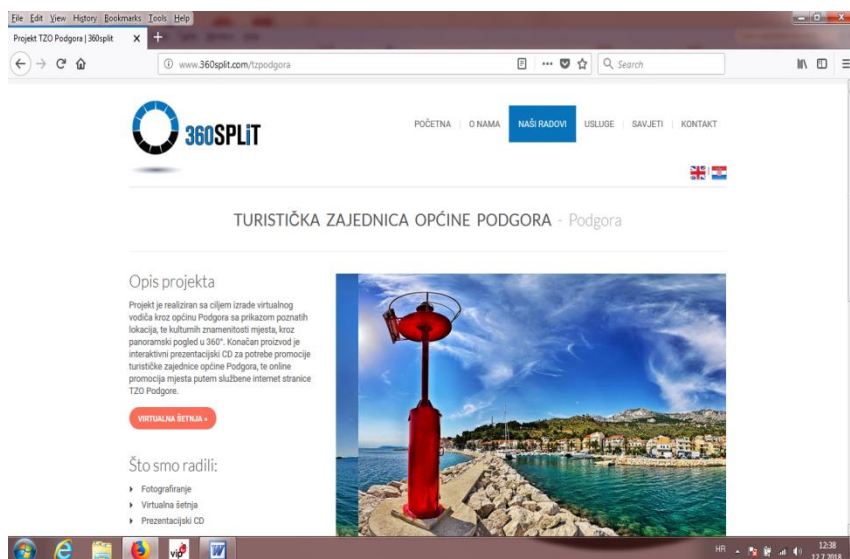 File Edit View History Bookmarks Tools Help
Projekt TZO Podgora | 360split
www.360split.com/tzpodgora
Search
360SPLiT
POČETNA | O NAMA NAŠI RADOVI USLUGE | SAVJETI | KONTAKT
TURISTIČKA ZAJEDNICA OPĆINE PODGORA - Podgora
Opis projekta
Projekt je realiziran sa ciljem izrade virtualnog
vodiča kroz općinu Podgora sa prikazom poznatih
lokacija, te kulturnih znamenitosti mjesta, kroz
panoramski pogled u 360°. Konačan proizvod je
interaktivni prezentacijski CD za potrebe promocije
turističke zajednice općine Podgora, te online
promocija mjesta putem službene internet stranice
TZO Podgore.
VIRTUALNA ŠETNJA »
Što smo radili:
Fotografiranje
Virtualna šetnja
Prezentacijski CD
vip
HR
12:38
12.7.2018